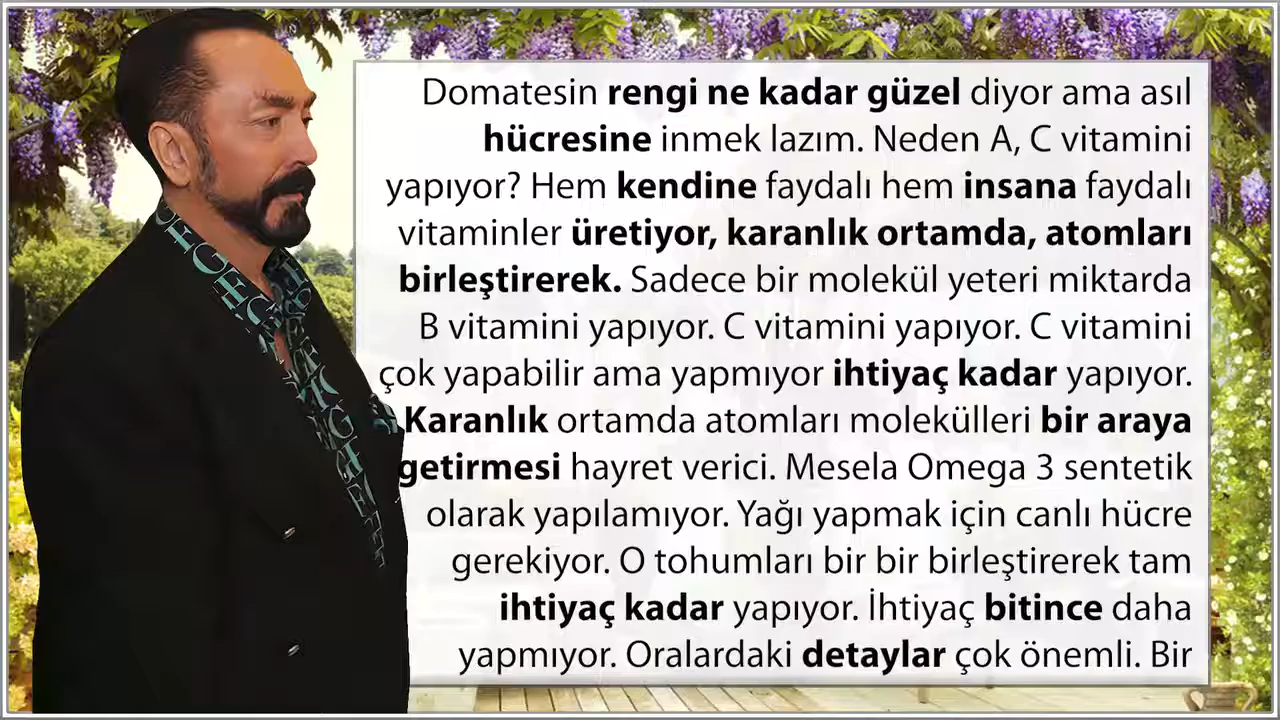 Domatesin rengi ne kadar güzel diyor ama asıl
hücresine inmek lazım. Neden A, C vitamini
yapıyor? Hem kendine faydalı hem insana faydalı
vitaminler üretiyor, karanlık ortamda, atomları
birleştirerek. Sadece bir molekül yeteri miktarda
B vitamini yapıyor. C vitamini yapıyor. C vitamini
çok yapabilir ama yapmıyor ihtiyaç kadar yapıyor.
Karanlık ortamda atomları molekülleri bir araya
getirmesi hayret verici. Mesela Omega 3 sentetik
olarak yapılamıyor. Yağı yapmak için canlı hücre
gerekiyor. O tohumları bir bir birleştirerek tam
ihtiyaç kadar yapıyor. İhtiyaç bitince daha
yapmıyor. Oralardaki detaylar çok önemli. Bir